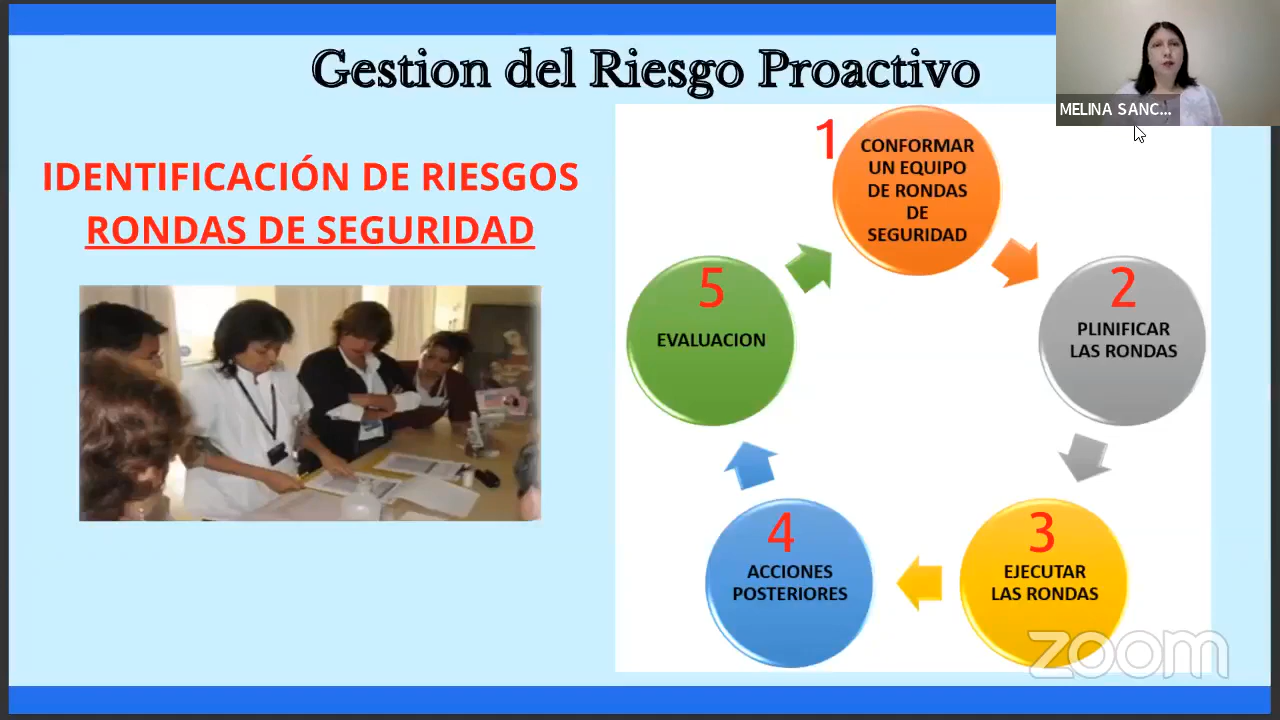 Gestion del Riesgo Proactivo
MELINA SANC...
IDENTIFICACIÓN DE RIESGOS
RONDAS DE SEGURIDAD
1
CONFORMAR
UN EQUIPO
DE RONDAS
DE
SEGURIDAD
2
PLINIFICAR
LAS RONDAS
3
EJECUTAR
LAS RONDAS
4
ACCIONES
POSTERIORES
5
EVALUACION
zoom